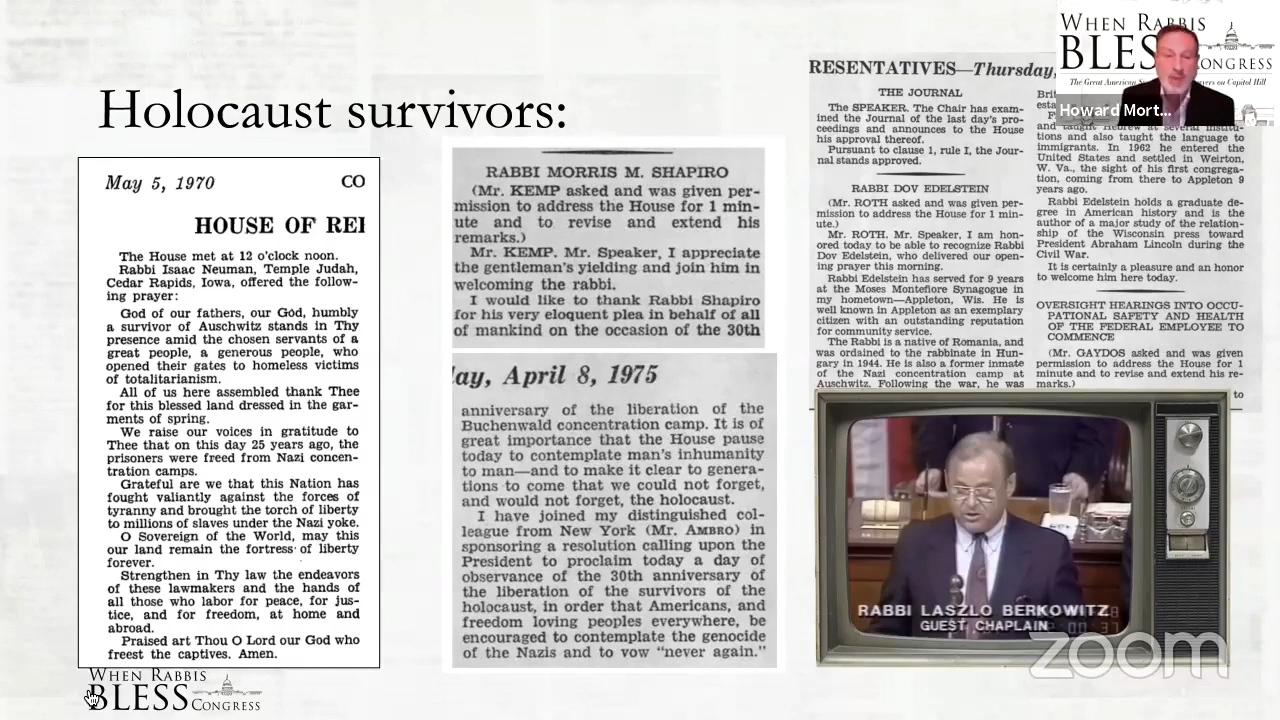 Holocaust survivors:
May 5, 1970 CO
HOUSE OF REI
The House met at 12 o'clock noon.
Rabbi Isaac Neuman, Temple Judah,
Cedar Rapids, Iowa, offered the follow-
ing prayer:
God of our fathers, our God, humbly
a survivor of Auschwitz stands in Thy
presence amid the chosen servants of a
great people, a generous people, who
opened their gates to homeless victims
of totalitarianism.
All of us here assembled thank Thee
for this blessed land dressed in the gar-
ments of spring.
We raise our voices in gratitude to
Thee that on this day 25 years ago, the
prisoners were freed from Nazi concen-
tration camps.
Grateful are we that this Nation has
fought valiantly against the forces of
tyranny and brought the torch of liberty
to millions of slaves under the Nazi yoke.
O Sovereign of the World, may this
our land remain the fortress of liberty
forever.
Strengthen in Thy law the endeavors
of these lawmakers and the hands of
all those who labor for peace, for jus-
tice, and for freedom, at home and
abroad.
Praised art Thou O Lord our God who
freest the captives. Amen.
WHEN RABBIS
BLESS CONGRESS
RABBI MORRIS M. SHAPIRO
(Mr. KEMP asked and was given per-
mission to address the House for 1 min-
ute and to revise and extend his
remarks.)
Mr. KEMP. Mr. Speaker, I appreciate
the gentleman's yielding and join him in
welcoming the rabbi.
I would like to thank Rabbi Shapiro
for his very eloquent plea in behalf of all
of mankind on the occasion of the 30th
lay, April 8, 1975
anniversary of the liberation of the
Buchenwald concentration camp. It is of
great importance that the House pause
today to contemplate man's inhumanity
to man—and to make it clear to genera-
tions to come that we could not forget,
and would not forget, the holocaust.
I have joined my distinguished col-
league from New York (Mr. AMBRO) in
sponsoring a resolution calling upon the
President to proclaim today a day of
observance of the 30th anniversary of
the liberation of the survivors of the
holocaust, in order that Americans, and
freedom loving peoples everywhere, be
encouraged to contemplate the genocide
of the Nazis and to vow "never again."
RESENTATIVES—Thursday,
THE JOURNAL
The SPEAKER. The Chair has exam-
ined the Journal of the last day's pro-
ceedings and announces to the House
his approval thereof.
Pursuant to clause 1, rule I, the Jour-
nal stands approved.
RABBI DOV EDELSTEIN
(Mr. ROTH asked and was given per-
mission to address the House for 1 min-
ute.)
Mr. ROTH. Mr. Speaker, I am hon-
ored today to be able to recognize Rabbi
Dov Edelstein, who delivered our open-
ing prayer this morning.
Rabbi Edelstein has served for 9 years
at the Moses Montefiore Synagogue in
my hometown—Appleton, Wis. He is
well known in Appleton as an exemplary
citizen with an outstanding reputation
for community service.
The Rabbi is a native of Romania, and
was ordained to the rabbinate in Hun-
gary in 1944. He is also a former inmate
of the Nazi concentration camp at
Auschwitz. Following the war, he was
Brit
esta
F
and taught Hebrew at several institu-
tions and also taught the language to
immigrants. In 1962 he entered the
United States and settled in Weirton,
W. Va., the sight of his first congrega-
tion, coming from there to Appleton 9
years ago.
Rabbi Edelstein holds a graduate de-
gree in American history and is the
author of a major study of the relation-
ship of the Wisconsin press toward
President Abraham Lincoln during the
Civil War.
It is certainly a pleasure and an honor
to welcome him here today.
OVERSIGHT HEARINGS INTO OCCU-
PATIONAL SAFETY AND HEALTH
OF THE FEDERAL EMPLOYEE TO
COMMENCE
(Mr. GAYDOS asked and was given
permission to address the House for 1
minute and to revise and extend his re-
marks.)
to
RABBI LASZLO BERKOWITZ
GUEST CHAPLAIN
zoom
WHEN RABBIS
BLES CONGRESS
The Great American on Capitol Hill
Howard Mort...